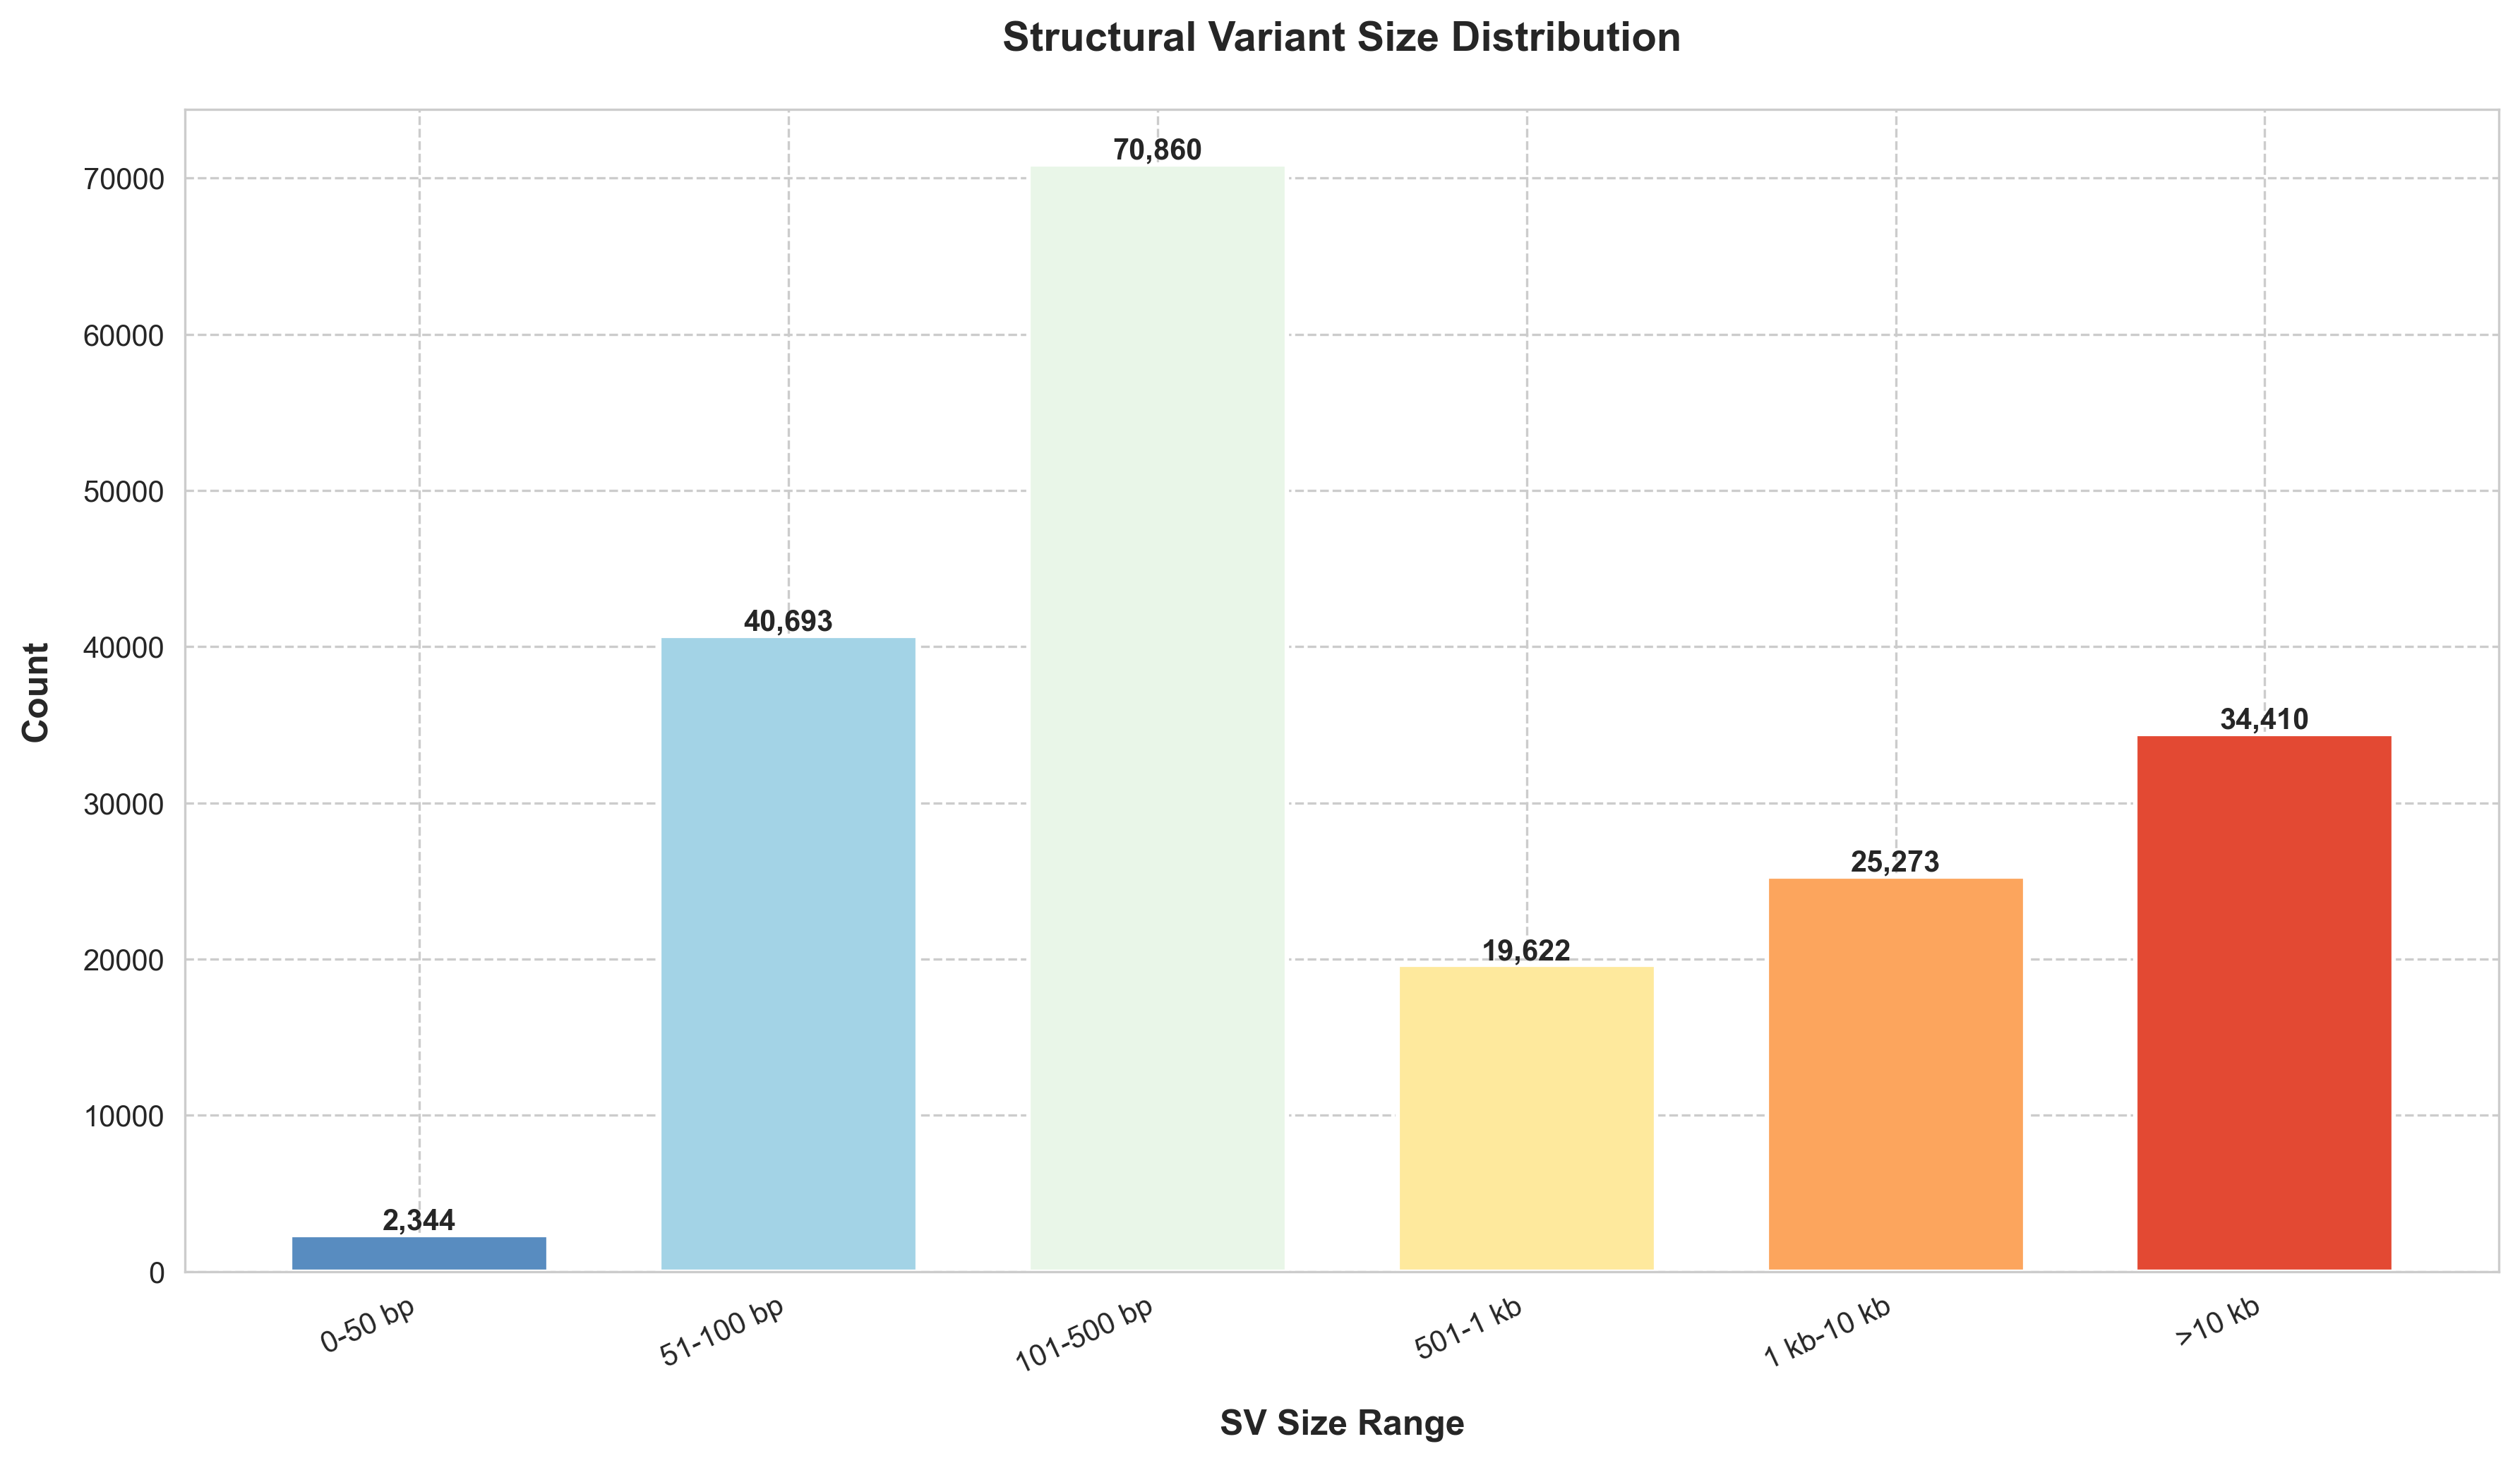 Structural Variant Size Distribution
70,860
70000
60000
50000
40,693
40000
34,410
30000
25,273
19,622
20000
10000
2,344
0
Count
0-50 bp
51-100 bp
101-500 bp
501-1 kb
1 kb-10 kb
>10 kb
SV Size Range